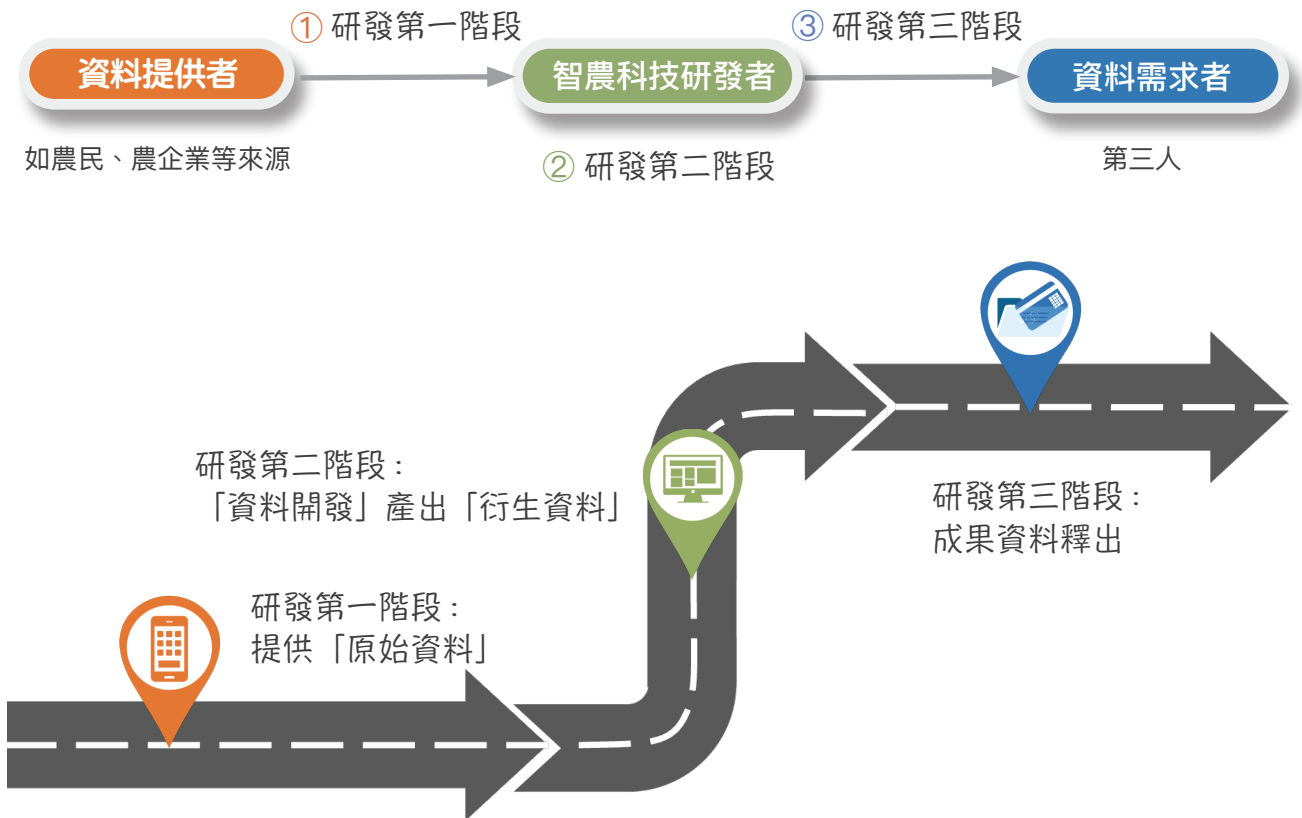 ① 研發第一階段
③ 研發第三階段
資料提供者
智農科技研發者
資料需求者
如農民、農企業等來源
② 研發第二階段
第三人
研發第二階段：
「資料開發」產出「衍生資料」
研發第三階段：
成果資料釋出
研發第一階段：
提供「原始資料」